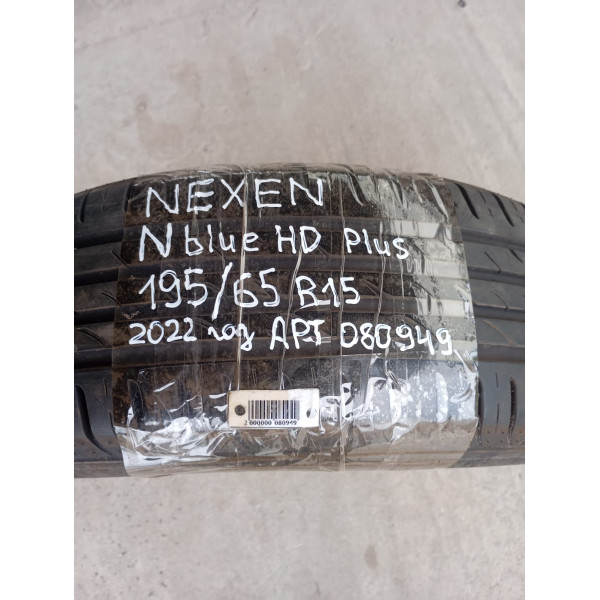 NEXEN
N blue HD Plus
195/65 R15
2022 год АРТ 080949
2 000000 080949